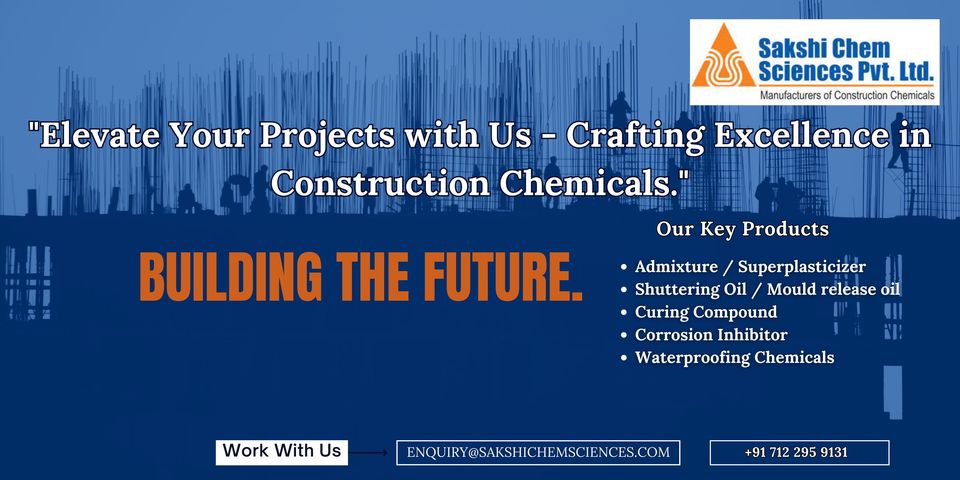 Sakshi Chem
Sciences Pvt. Ltd.
Manufacturers of Construction Chemicals
"Elevate Your Projects with Us - Crafting Excellence in
Construction Chemicals."
Our Key Products
BUILDING THE FUTURE.
• Admixture / Superplasticizer
• Shuttering Oil / Mould release oil
• Curing Compound
• Corrosion Inhibitor
• Waterproofing Chemicals
Work With Us
ENQUIRY@SAKSHICHEMSCIENCES.COM
+91 712 295 9131